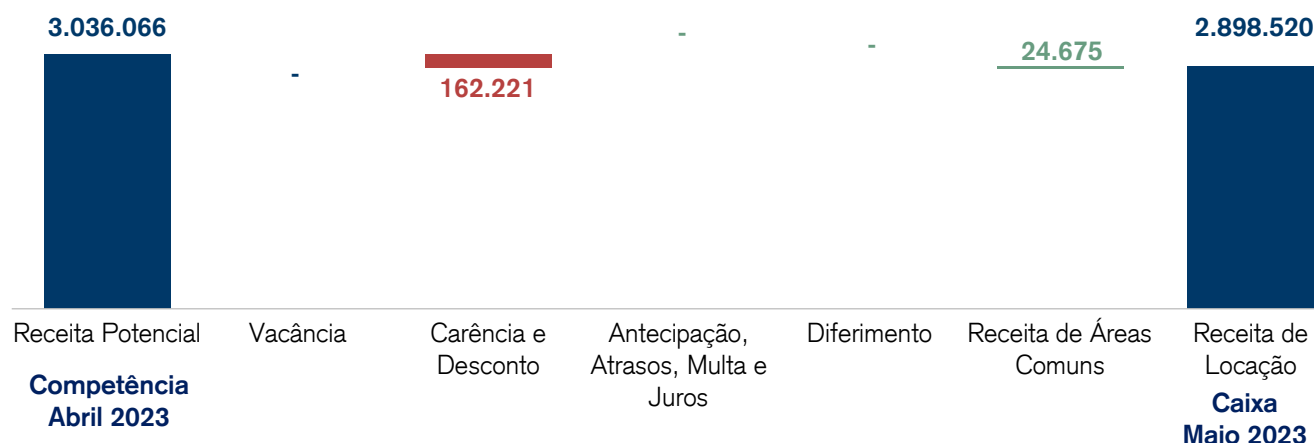 3.036.066
-
162.221
-
-
24.675
2.898.520
Receita Potencial
Competência
Abril 2023
Vacância
Carência e
Desconto
Antecipação,
Atrasos, Multa e
Juros
Diferimento
Receita de Áreas
Comuns
Receita de
Locação
Caixa
Maio 2023